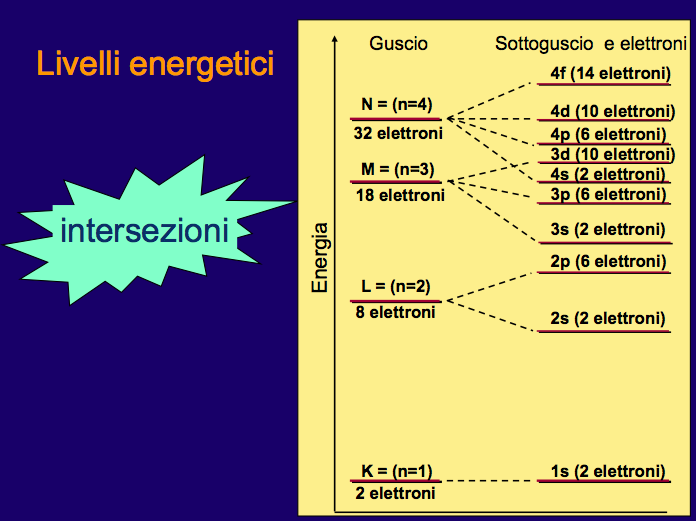 Livelli energetici
intersezioni
Energia
Guscio
Sottoguscio e elettroni
N = (n=4)
32 elettroni
M = (n=3)
18 elettroni
L = (n=2)
8 elettroni
K = (n=1)
2 elettroni
4f (14 elettroni)
4d (10 elettroni)
4p (6 elettroni)
3d (10 elettroni)
4s (2 elettroni)
3p (6 elettroni)
3s (2 elettroni)
2p (6 elettroni)
2s (2 elettroni)
1s (2 elettroni)